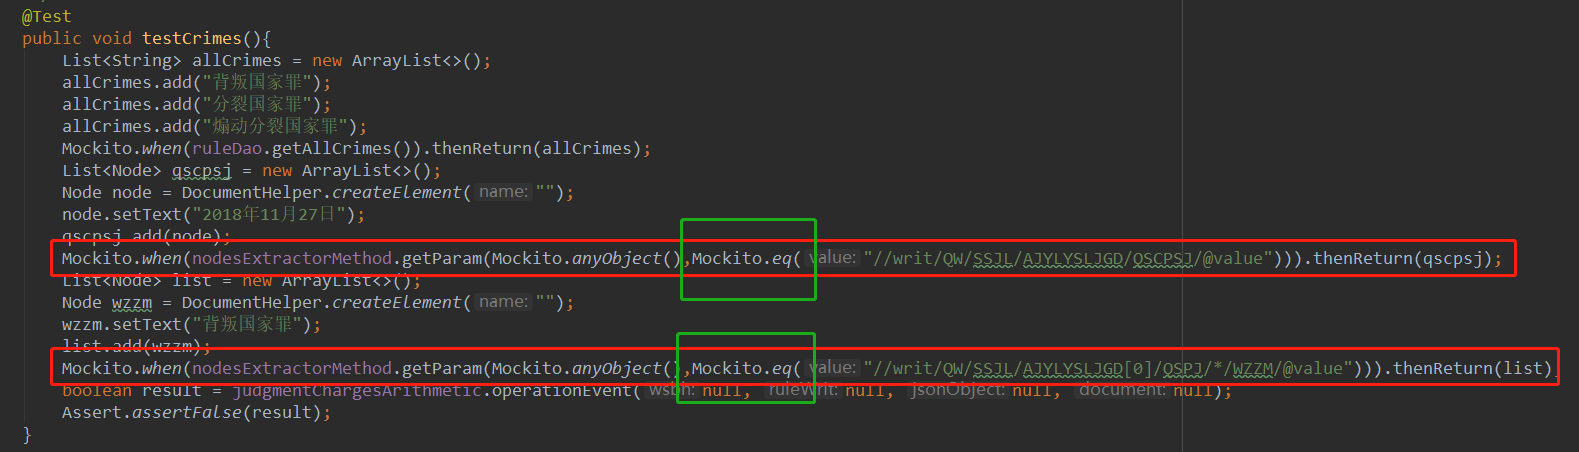 @Test
public void testCrimes(){
List<String> allCrimes = new ArrayList<>();
allCrimes.add("背叛国家罪");
allCrimes.add("分裂国家罪");
allCrimes.add("煽动分裂国家罪");
Mockito.when(ruleDao.getAllCrimes()).thenReturn(allCrimes);
List<Node> qscpsj = new ArrayList<>();
Node node = DocumentHelper.createElement( name: "");
node.setText("2018年11月27日");
qscpsj.add(node);
Mockito.when(nodesExtractorMethod.getParam(Mockito.anyObject(),Mockito.eq( value: "//writ/QW/SSJL/AJYLYSLJGD/QSCPSJ/@value"))).thenReturn(qscpsj);
List<Node> list = new ArrayList<>();
Node wzzm = DocumentHelper.createElement( name: "");
wzzm.setText("背叛国家罪");
list.add(wzzm);
Mockito.when(nodesExtractorMethod.getParam(Mockito.anyObject(),Mockito.eq( value: "//writ/QW/SSJL/AJYLYSLJGD[0]/QSPJ/*/WZZM/@value"))).thenReturn(list)
boolean result = judgmentChargesArithmetic.operationEvent( wsbh: null, ruleWrit: null, jsonObject: null, document: null);
Assert.assertFalse(result);
}